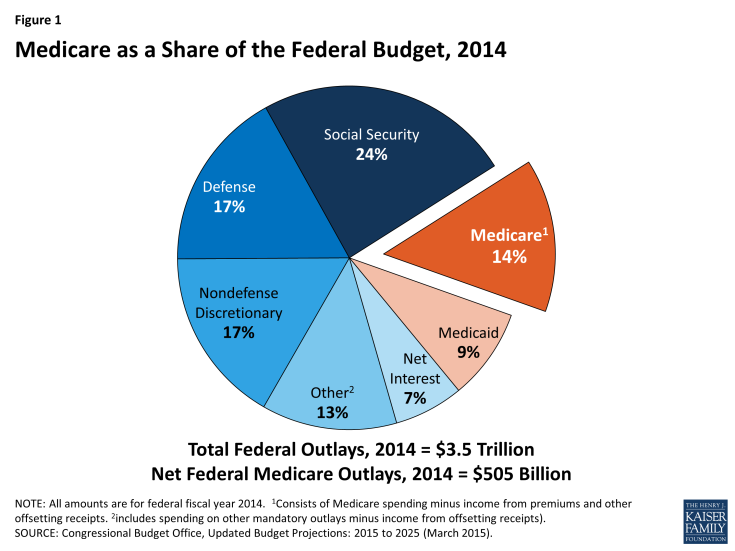 Figure 1
Medicare as a Share of the Federal Budget, 2014
Social Security
24%
Defense
17%
Medicare¹
14%
Nondefense
Discretionary
17%
Medicaid
9%
Net
Interest
7%
Other²
13%
Total Federal Outlays, 2014 = $3.5 Trillion
Net Federal Medicare Outlays, 2014 = $505 Billion
NOTE: All amounts are for federal fiscal year 2014. ¹Consists of Medicare spending minus income from premiums and other
offsetting receipts. ²includes spending on other mandatory outlays minus income from offsetting receipts).
SOURCE: Congressional Budget Office, Updated Budget Projections: 2015 to 2025 (March 2015).
THE HENRY J.
KAISER
FAMILY
FOUNDATION